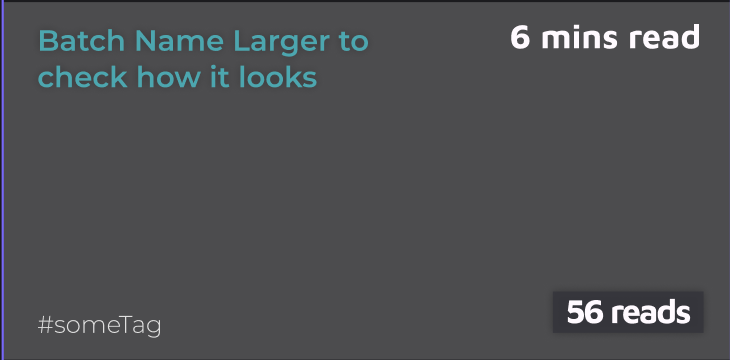 Batch Name Larger to
check how it looks
6 mins read
#someTag
56 reads